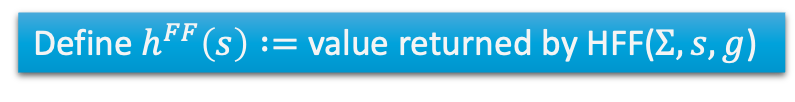 Define h^{FF}(s) := value returned by HFF(Σ, s, g)